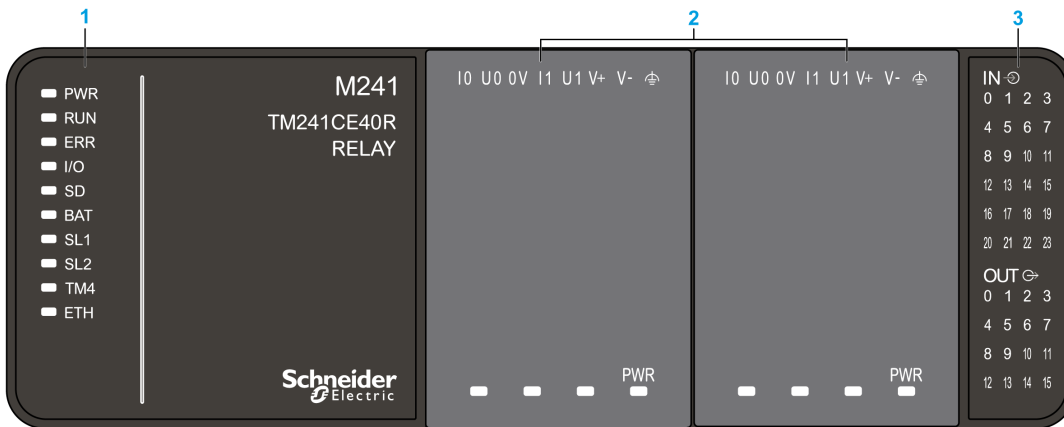 1
2
3
M241
TM241CE40R
RELAY
PWR
RUN
ERR
I/O
SD
BAT
SL1
SL2
TM4
ETH
Schneider
Electric
I0 U0 0V I1 U1 V+ V-
PWR
I0 U0 0V I1 U1 V+ V-
PWR
IN
0 1 2 3
4 5 6 7
8 9 10 11
12 13 14 15
16 17 18 19
20 21 22 23
OUT
0 1 2 3
4 5 6 7
8 9 10 11
12 13 14 15